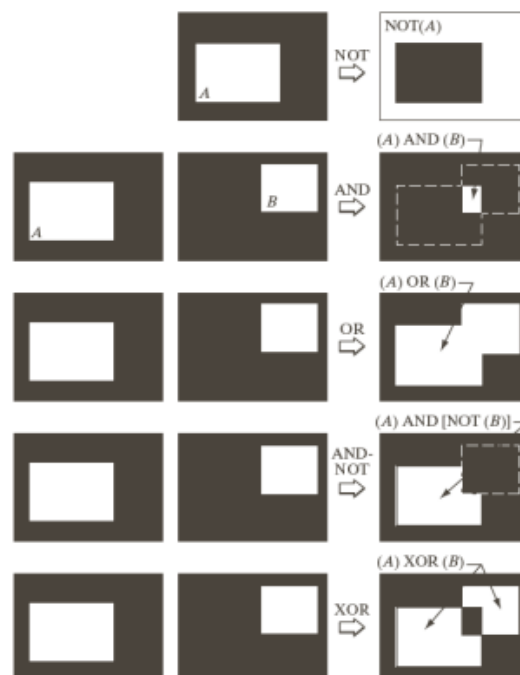 NOT
NOT(A)
A
(A) AND (B)
A
B
AND
(A) OR (B)
OR
(A) AND [NOT (B)]
AND-
NOT
(A) XOR (B)
XOR